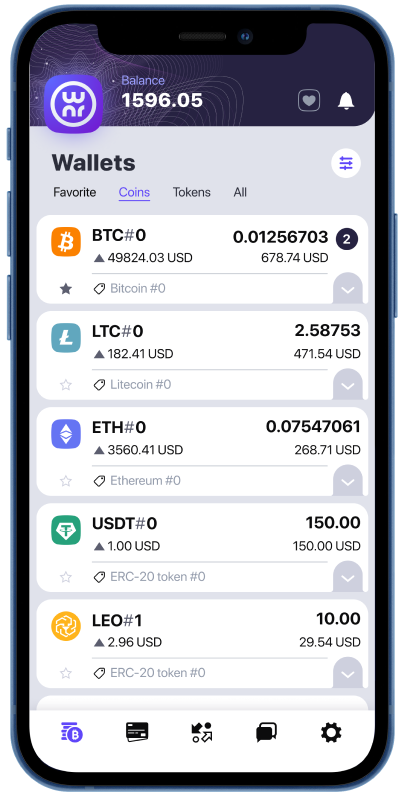 Balance
1596.05
Wallets
Favorite Coins Tokens All
BTC#0 0.01256703 2
49824.03 USD 678.74 USD
Bitcoin #0
LTC#0 2.58753
182.41 USD 471.54 USD
Litecoin #0
ETH#0 0.07547061
3560.41 USD 268.71 USD
Ethereum #0
USDT#0 150.00
1.00 USD 150.00 USD
ERC-20 token #0
LEO#1 10.00
2.96 USD 29.54 USD
ERC-20 token #0